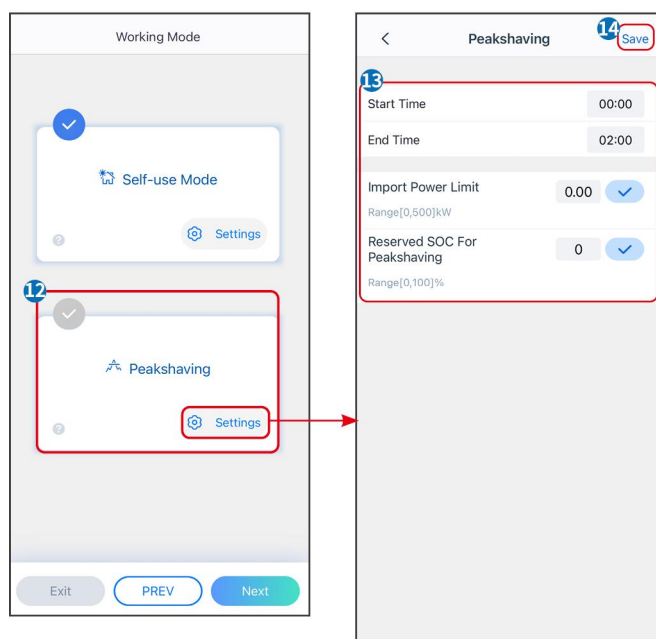 Working Mode
Self-use Mode
?
Settings
12
Peakshaving
?
Settings
Exit
PREV
Next
Peakshaving
14
Save
13
Start Time
00:00
End Time
02:00
Import Power Limit
0.00
Range[0,500]kW
Reserved SOC For
Peakshaving
0
Range[0,100]%